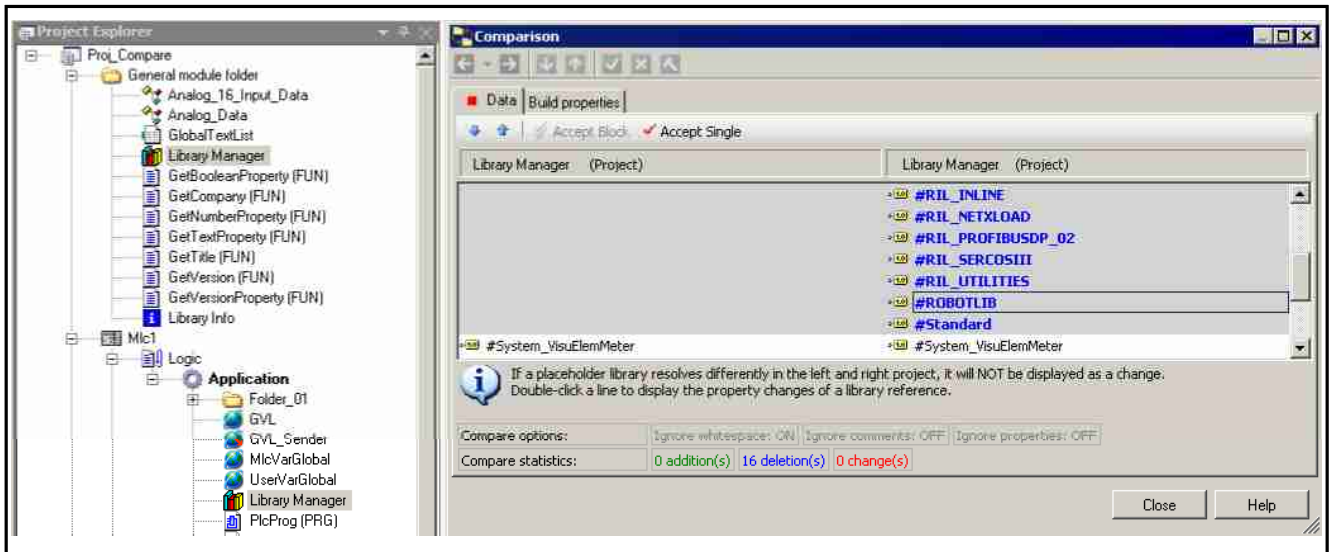 Project Explorer
Proj_Compare
General module folder
Analog_16_Input_Data
Analog_Data
GlobalTextList
Library Manager
GetBooleanProperty (FUN)
GetCompany (FUN)
GetNumberProperty (FUN)
GetTextProperty (FUN)
GetTitle (FUN)
GetVersion (FUN)
GetVersionProperty (FUN)
Library Info
Mlc1
Logic
Application
Folder_01
GVL
GVL_Sender
MlcVarGlobal
UserVarGlobal
Library Manager
PlcProg (PRG)
Comparison
Data Build properties
Accept Block Accept Single
Library Manager (Project) Library Manager (Project)
#RIL_INLINE
#RIL_NETXLOAD
#RIL_PROFIBUSDP_02
#RIL_SERCOSIII
#RIL_UTILITIES
#ROBOTLIB
#Standard
#System_VisuElemMeter #System_VisuElemMeter
If a placeholder library resolves differently in the left and right project, it will NOT be displayed as a change.
Double-click a line to display the property changes of a library reference.
Compare options: Ignore whitespace: ON Ignore comments: OFF Ignore properties: OFF
Compare statistics: 0 addition(s) 16 deletion(s) 0 change(s)
Close Help